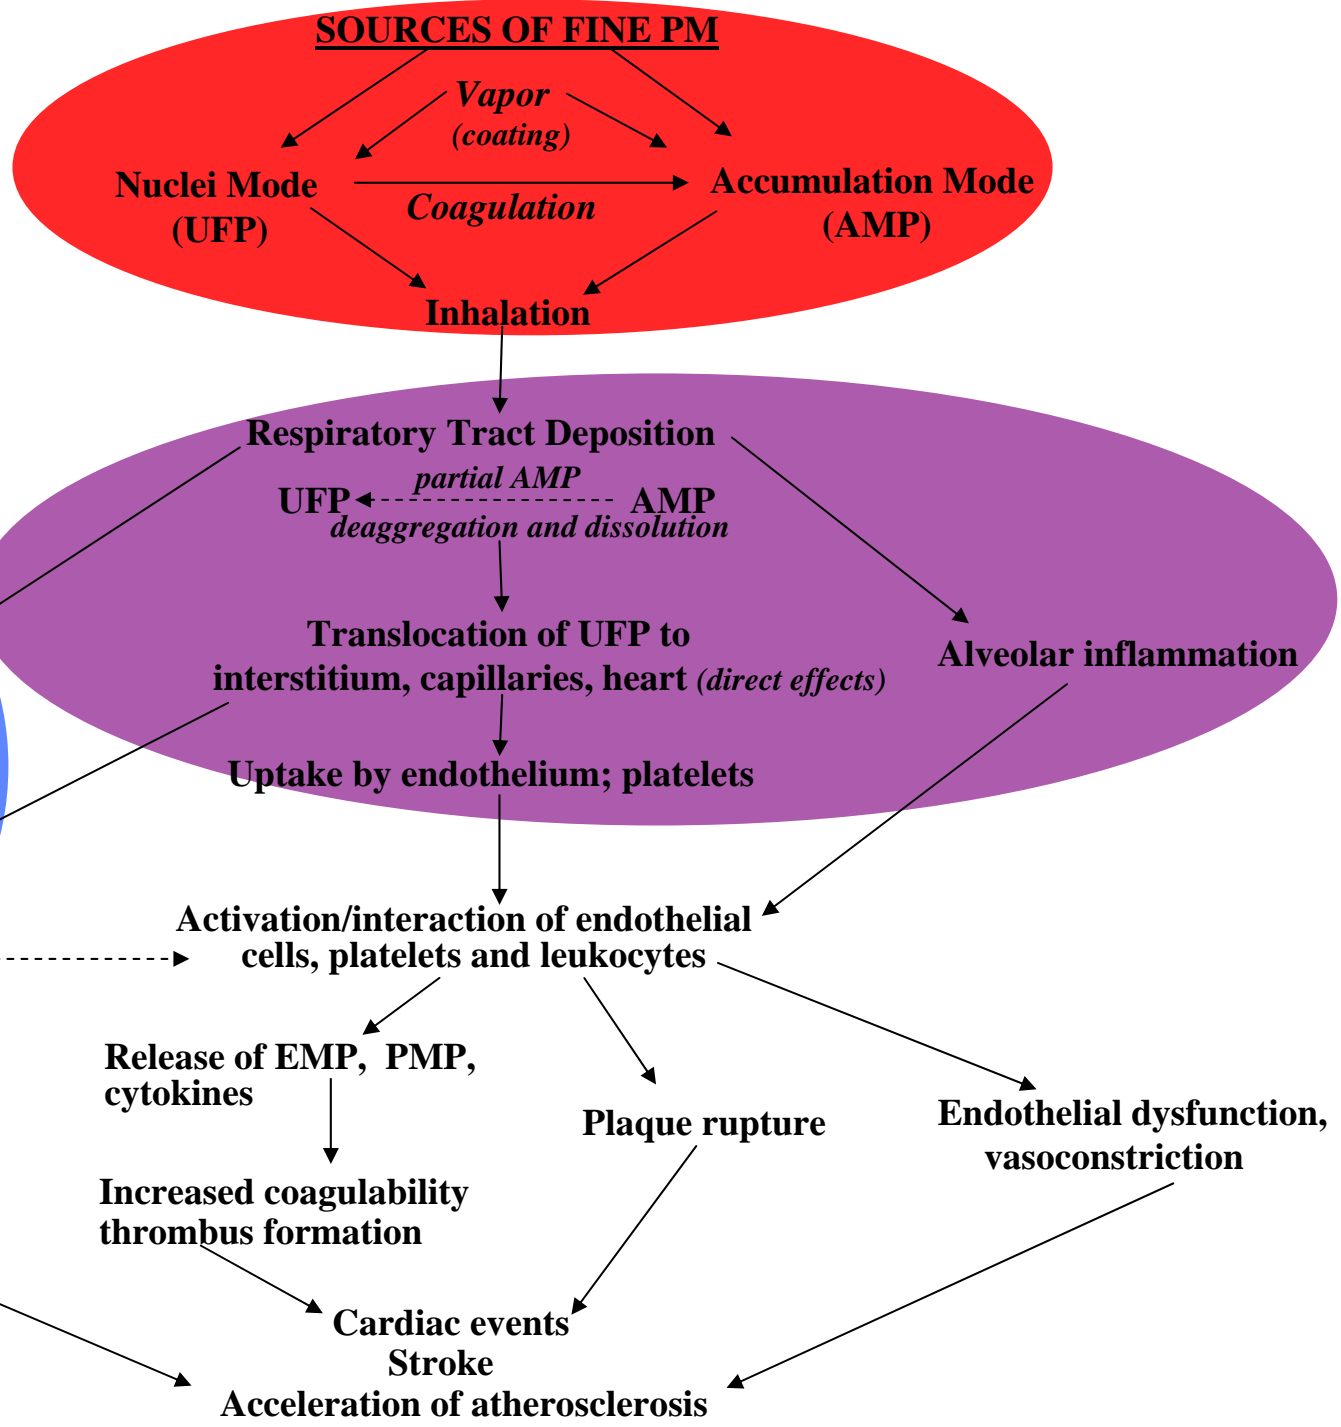 SOURCES OF FINE PM
Vapor
(coating)
Nuclei Mode
(UFP)
Coagulation
Accumulation Mode
(AMP)
Inhalation
Respiratory Tract Deposition
partial AMP
UFP
AMP
deaggregation and dissolution
Translocation of UFP to
interstitium, capillaries, heart (direct effects)
Alveolar inflammation
Uptake by endothelium; platelets
Activation/interaction of endothelial
cells, platelets and leukocytes
Release of EMP, PMP,
cytokines
Plaque rupture
Endothelial dysfunction,
vasoconstriction
Increased coagulability
thrombus formation
Cardiac events
Stroke
Acceleration of atherosclerosis